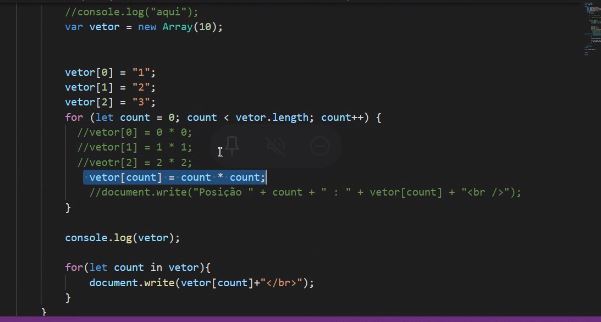 //console.log("aqui");
var vetor = new Array(10);
vetor[0] = "1";
vetor[1] = "2";
vetor[2] = "3";
for (let count = 0; count < vetor.length; count++) {
//vetor[0] = 0 * 0;
//vetor[1] = 1 * 1;
//veotr[2] = 2 * 2;
vetor[count] = count * count;
//document.write("Posição " + count + " : " + vetor[count] + "<br />");
}
console.log(vetor);
for(let count in vetor){
document.write(vetor[count]+"</br>");
}
}